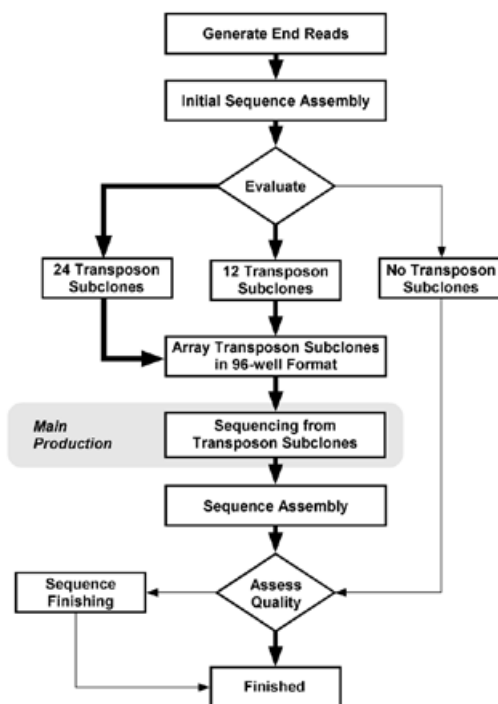 Generate End Reads
Initial Sequence Assembly
Evaluate
24 Transposon
Subclones
12 Transposon
Subclones
No Transposon
Subclones
Array Transposon Subclones
in 96-well Format
Main
Production
Sequencing from
Transposon Subclones
Sequence Assembly
Sequence
Finishing
Assess
Quality
Finished